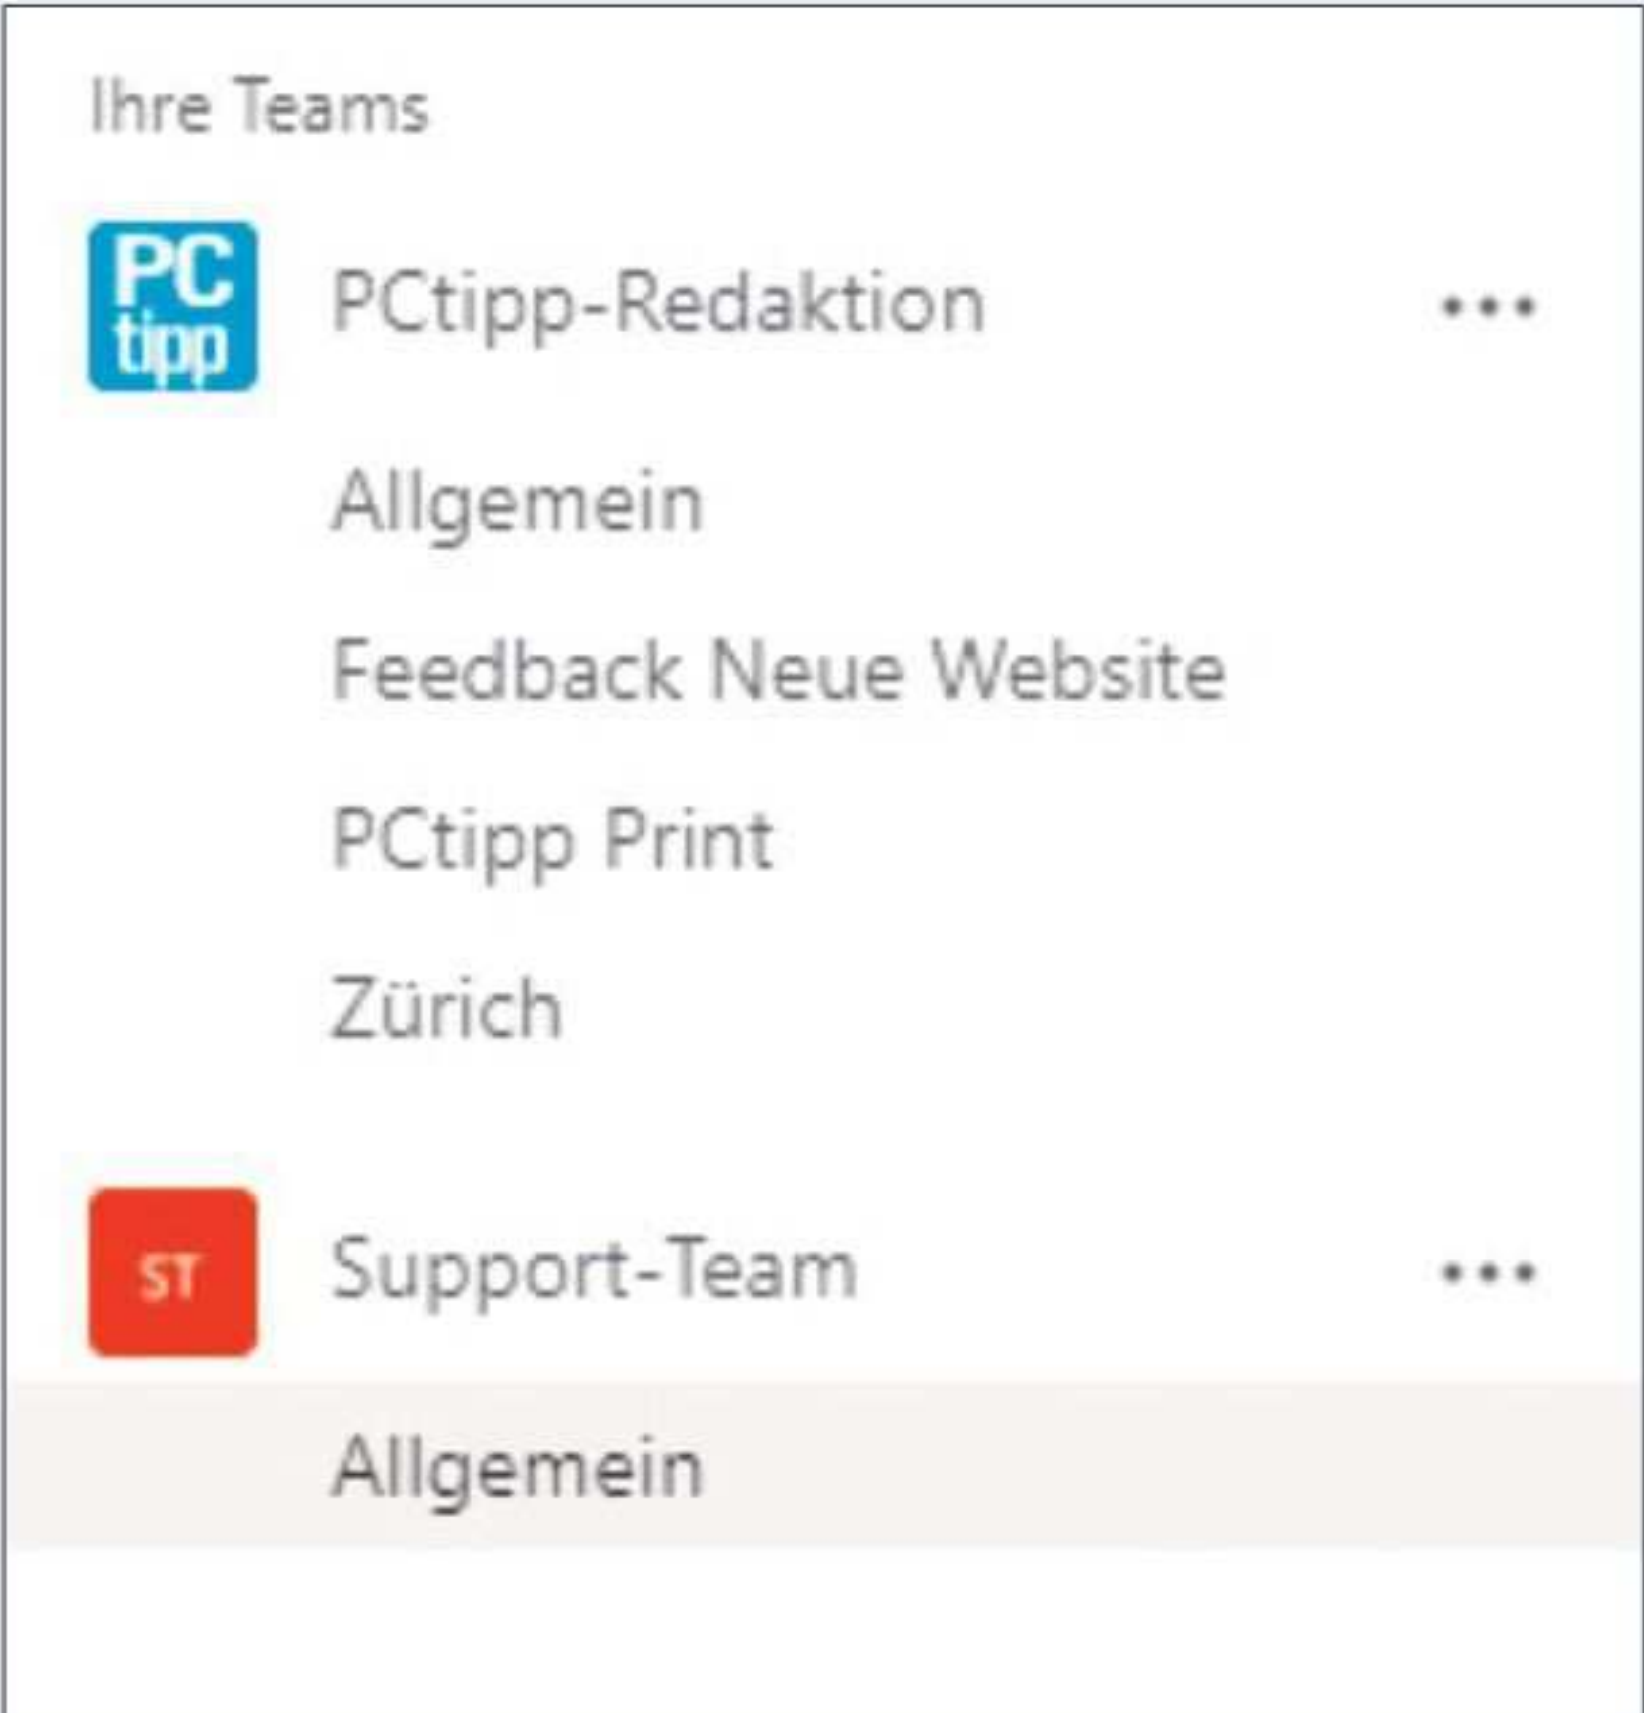 Ihre Teams
PC
tipp
PCtipp-Redaktion
Allgemein
Feedback Neue Website
PCtipp Print
Zürich
ST
Support-Team
Allgemein